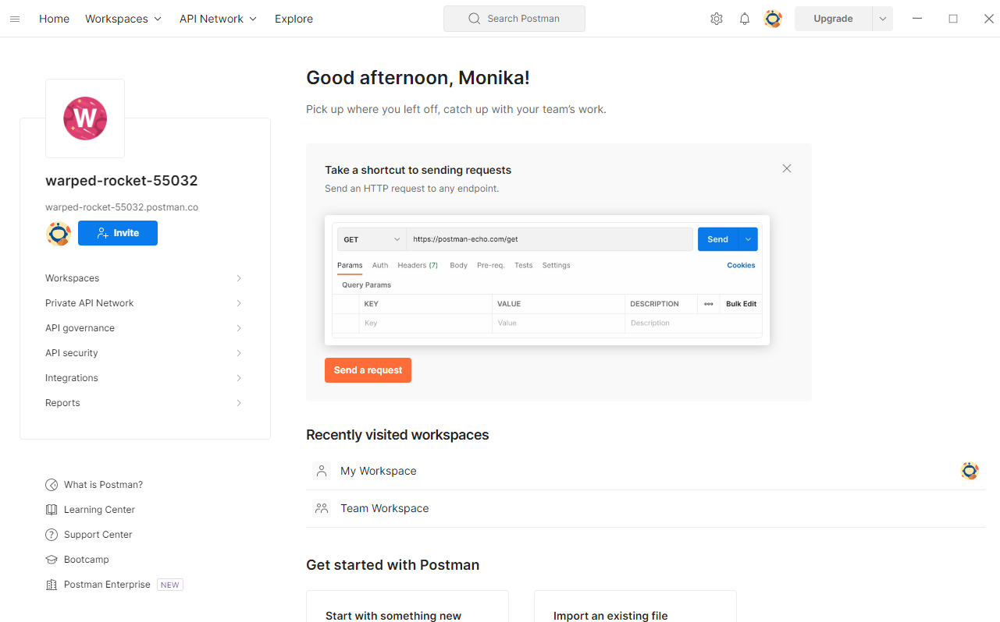 Home Workspaces API Network Explore Search Postman Upgrade
W
warped-rocket-55032
warped-rocket-55032.postman.co
Invite
Workspaces
Private API Network
API governance
API security
Integrations
Reports
What is Postman?
Learning Center
Support Center
Bootcamp
Postman Enterprise NEW
Good afternoon, Monika!
Pick up where you left off, catch up with your team’s work.
Take a shortcut to sending requests
Send an HTTP request to any endpoint.
GET https://postman-echo.com/get Send
Params Auth Headers (7) Body Pre-req. Tests Settings Cookies
Query Params
KEY VALUE DESCRIPTION Bulk Edit
Key Value Description
Send a request
Recently visited workspaces
My Workspace
Team Workspace
Get started with Postman
Start with something new Import an existing file